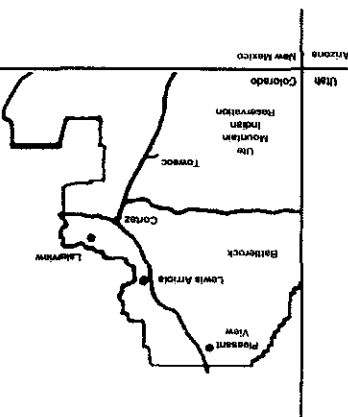 Pleasant
View
Lewis Arriola
Battlerock
Lakeview
Cortez
Towaoc
Ute
Mountain
Indian
Reservation
Utah
Colorado
Arizona
New Mexico